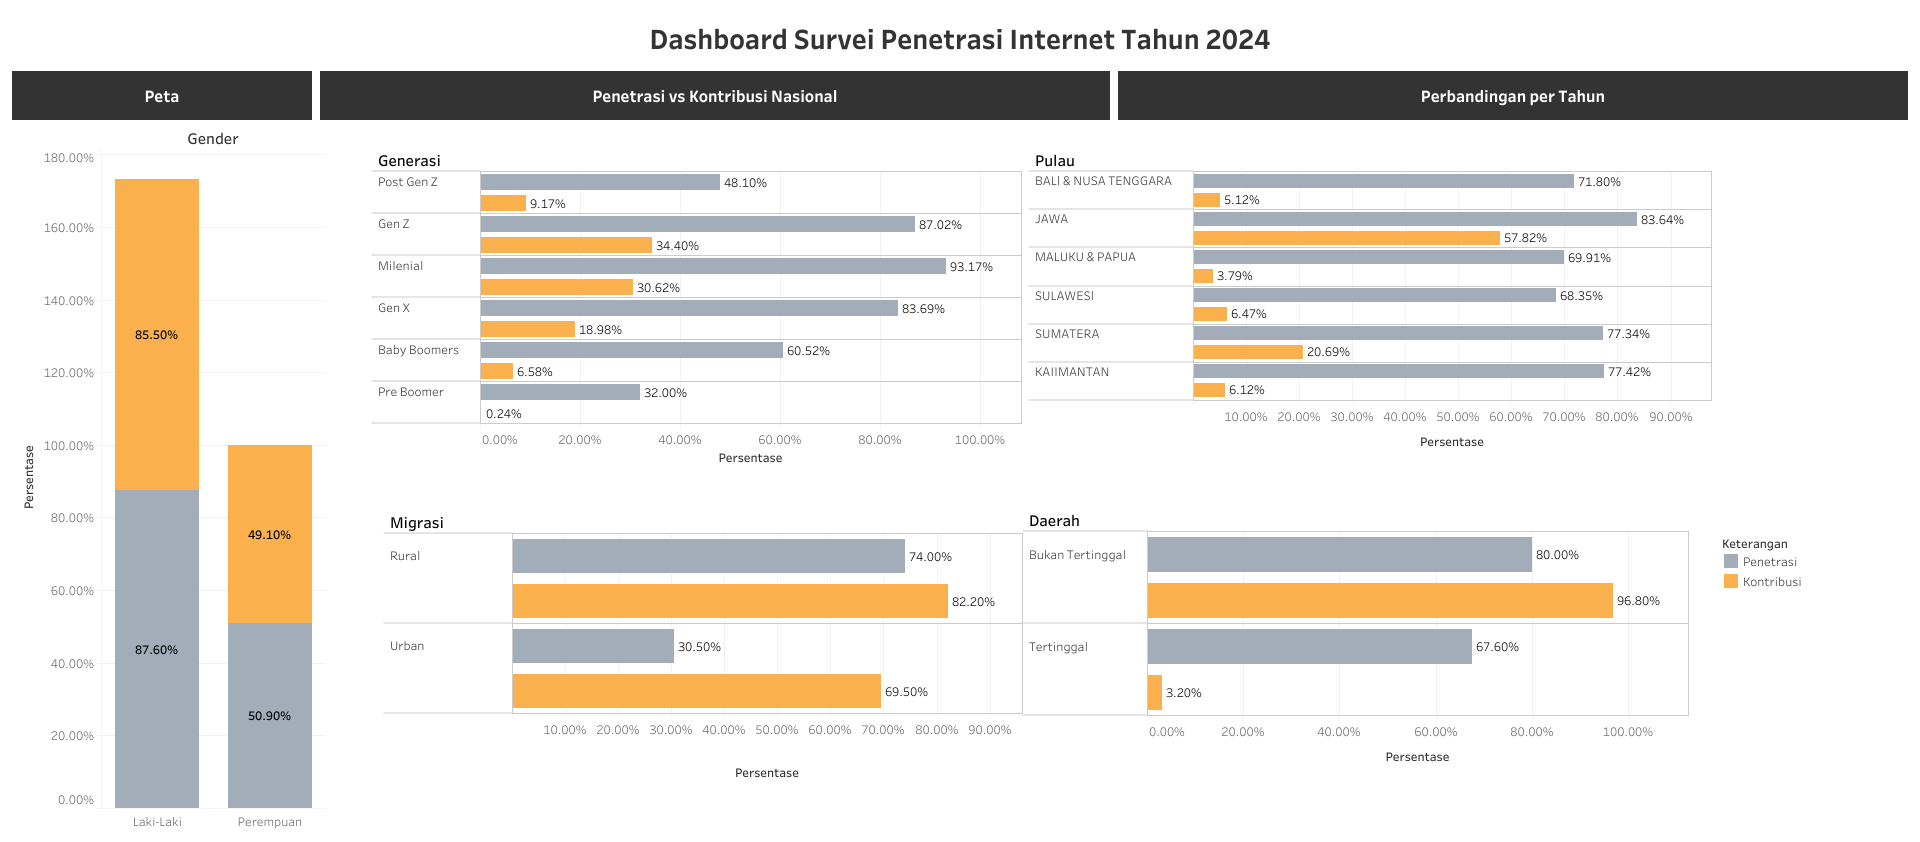 Dashboard Survei Penetrasi Internet Tahun 2024
Peta
Penetrasi vs Kontribusi Nasional
Perbandingan per Tahun
Gender
180.00%
160.00%
140.00%
120.00%
100.00%
80.00%
60.00%
40.00%
20.00%
0.00%
Persentase
85.50%
87.60%
49.10%
50.90%
Laki-Laki
Perempuan
Generasi
Post Gen Z
48.10%
9.17%
Gen Z
87.02%
34.40%
Milenial
93.17%
30.62%
Gen X
83.69%
18.98%
Baby Boomers
60.52%
6.58%
Pre Boomer
32.00%
0.24%
0.00% 20.00% 40.00% 60.00% 80.00% 100.00%
Persentase
Pulau
BALI & NUSA TENGGARA
71.80%
5.12%
JAWA
83.64%
57.82%
MALUKU & PAPUA
69.91%
3.79%
SULAWESI
68.35%
6.47%
SUMATERA
77.34%
20.69%
KAIIMANTAN
77.42%
6.12%
10.00% 20.00% 30.00% 40.00% 50.00% 60.00% 70.00% 80.00% 90.00%
Persentase
Migrasi
Rural
74.00%
82.20%
Urban
30.50%
69.50%
10.00% 20.00% 30.00% 40.00% 50.00% 60.00% 70.00% 80.00% 90.00%
Persentase
Daerah
Bukan Tertinggal
80.00%
96.80%
Tertinggal
67.60%
3.20%
0.00% 20.00% 40.00% 60.00% 80.00% 100.00%
Persentase
Keterangan
Penetrasi
Kontribusi